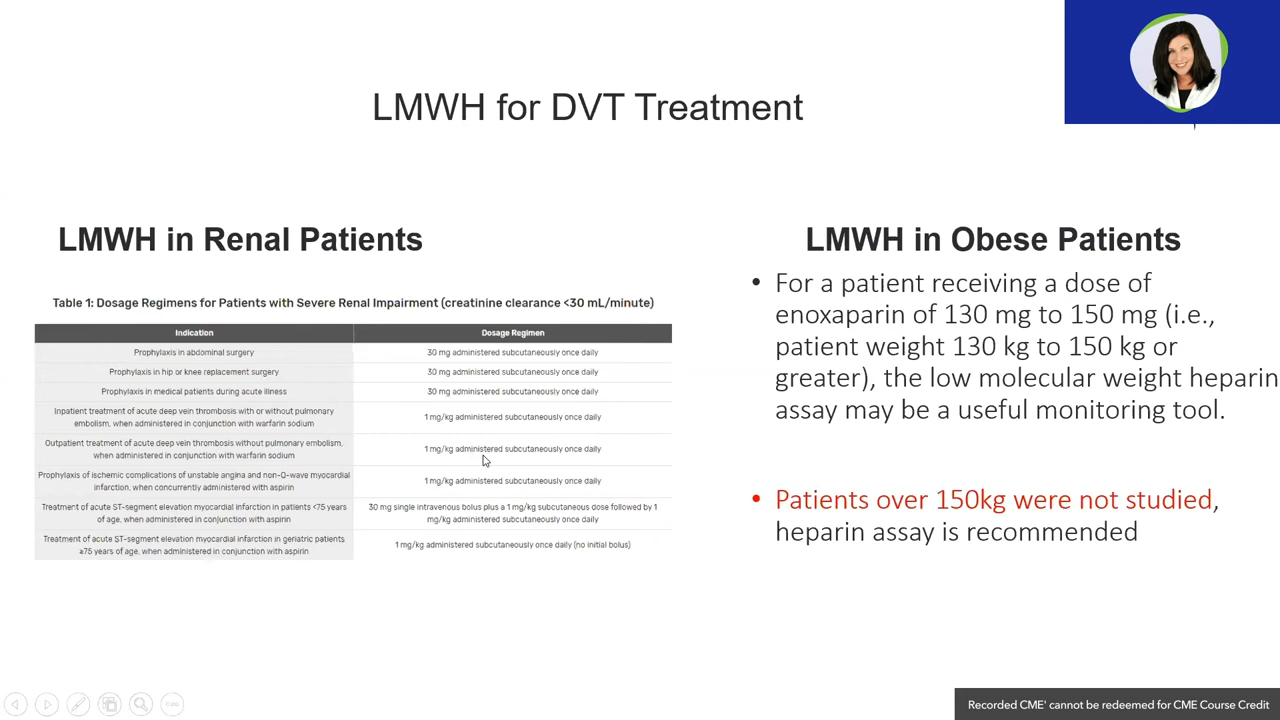 LMWH for DVT Treatment
LMWH in Renal Patients
Table 1: Dosage Regimens for Patients with Severe Renal Impairment (creatinine clearance <30 mL/minute)
Indication
Dosage Regimen
Prophylaxis in abdominal surgery
30 mg administered subcutaneously once daily
Prophylaxis in hip or knee replacement surgery
30 mg administered subcutaneously once daily
Prophylaxis in medical patients during acute illness
30 mg administered subcutaneously once daily
Inpatient treatment of acute deep vein thrombosis with or without pulmonary
embolism, when administered in conjunction with warfarin sodium
1 mg/kg administered subcutaneously once daily
Outpatient treatment of acute deep vein thrombosis without pulmonary embolism,
when administered in conjunction with warfarin sodium
1 mg/kg administered subcutaneously once daily
Prophylaxis of ischemic complications of unstable angina and non-Q-wave myocardial
infarction, when concurrently administered with aspirin
1 mg/kg administered subcutaneously once daily
Treatment of acute ST-segment elevation myocardial infarction in patients <75 years
of age, when administered in conjunction with aspirin
30 mg single intravenous bolus plus a 1 mg/kg subcutaneous dose followed by 1
mg/kg administered subcutaneously once daily
Treatment of acute ST-segment elevation myocardial infarction in geriatric patients
≥75 years of age, when administered in conjunction with aspirin
1 mg/kg administered subcutaneously once daily (no initial bolus)
LMWH in Obese Patients
• For a patient receiving a dose of
enoxaparin of 130 mg to 150 mg (i.e.,
patient weight 130 kg to 150 kg or
greater), the low molecular weight heparin
assay may be a useful monitoring tool.
• Patients over 150kg were not studied,
heparin assay is recommended
Recorded CME' cannot be redeemed for CME Course Credit